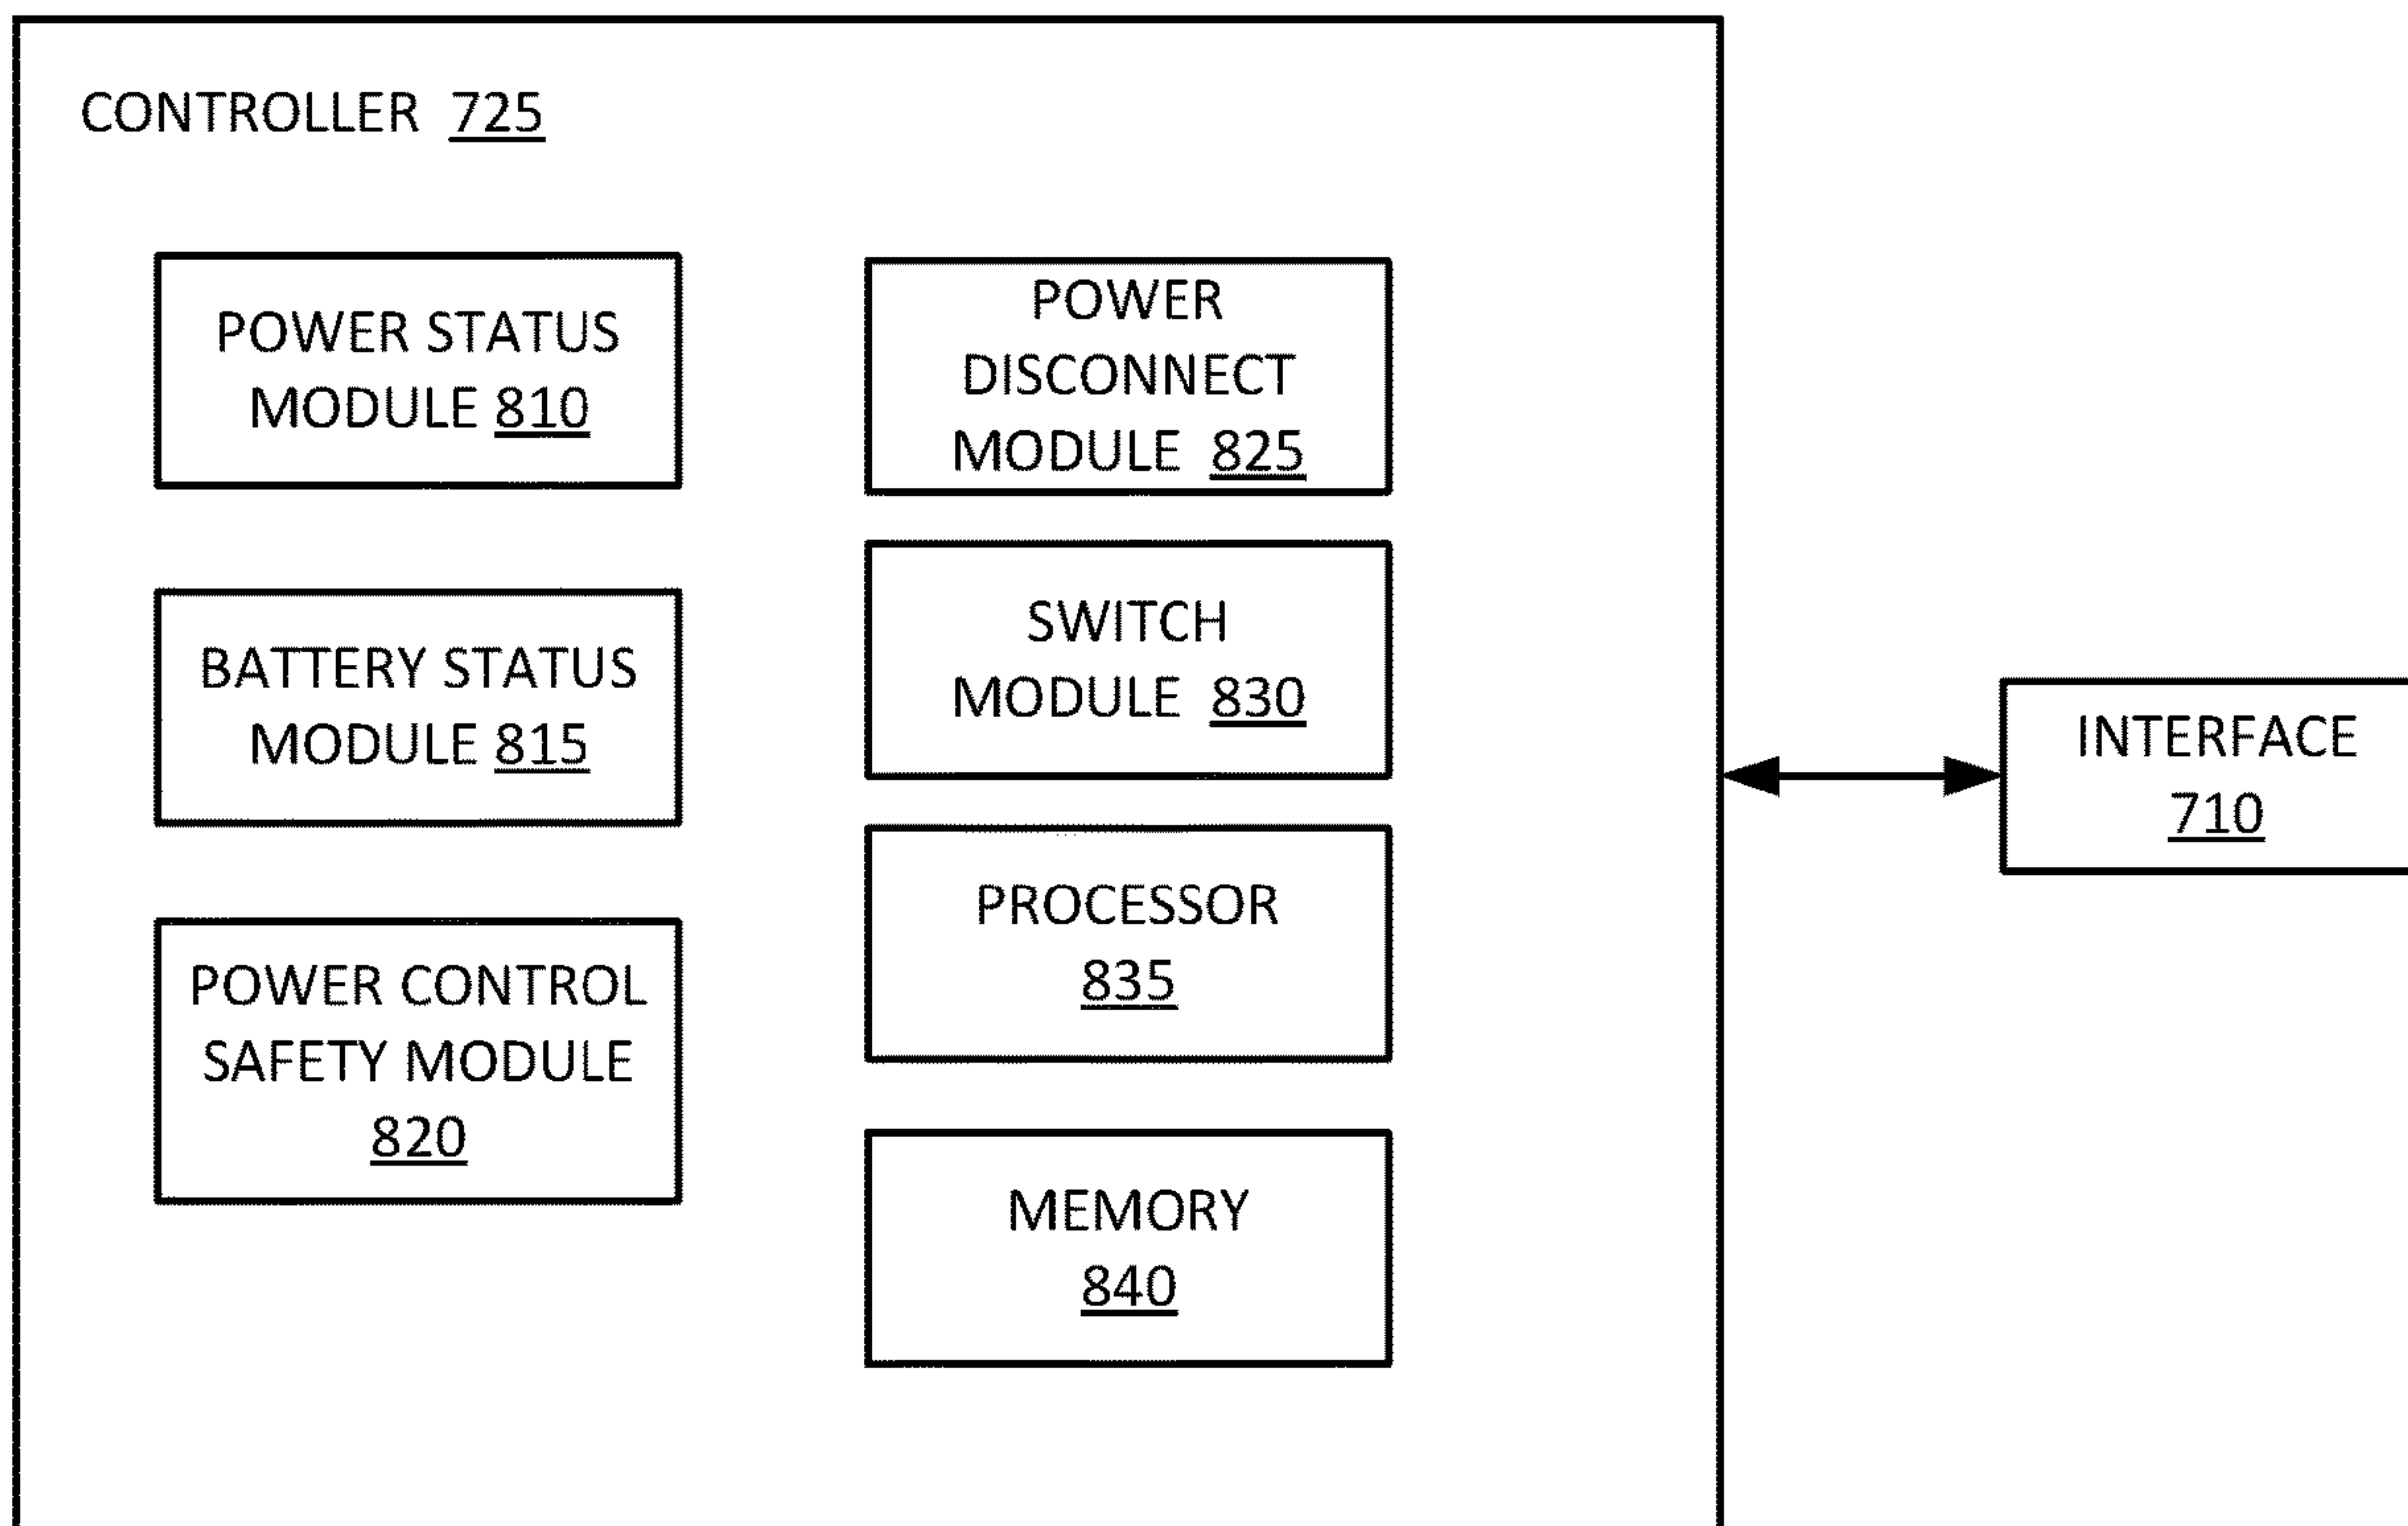 CONTROLLER 725
POWER STATUS
MODULE 810
BATTERY STATUS
MODULE 815
POWER CONTROL
SAFETY MODULE
820
POWER
DISCONNECT
MODULE 825
SWITCH
MODULE 830
PROCESSOR
835
MEMORY
840
INTERFACE
710